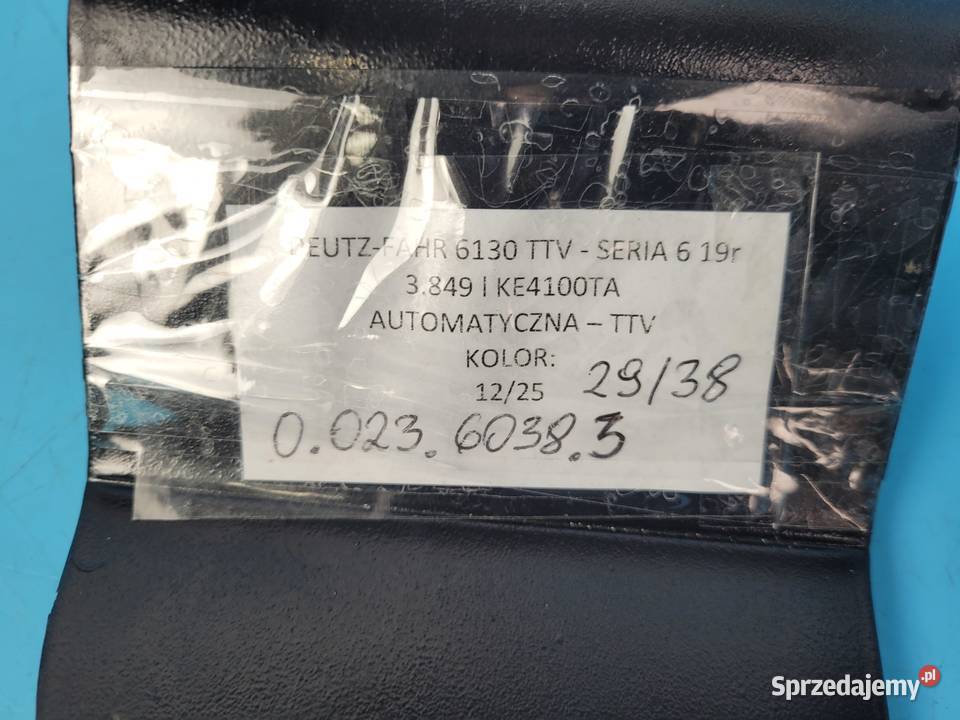 DEUTZ-FAHR 6130 TTV - SERIA 6 19r
3.849 l KE4100TA
AUTOMATYCZNA – TTV
KOLOR:
12/25 29/38
0.023.6038.3
Sprzedajemy.pl